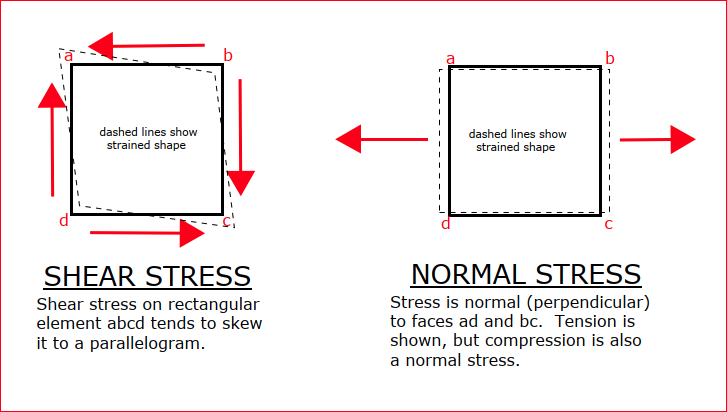 a
b
dashed lines show
strained shape
d
c
SHEAR STRESS
Shear stress on rectangular
element abcd tends to skew
it to a parallelogram.
a
b
dashed lines show
strained shape
d
c
NORMAL STRESS
Stress is normal (perpendicular)
to faces ad and bc.  Tension is
shown, but compression is also
a normal stress.